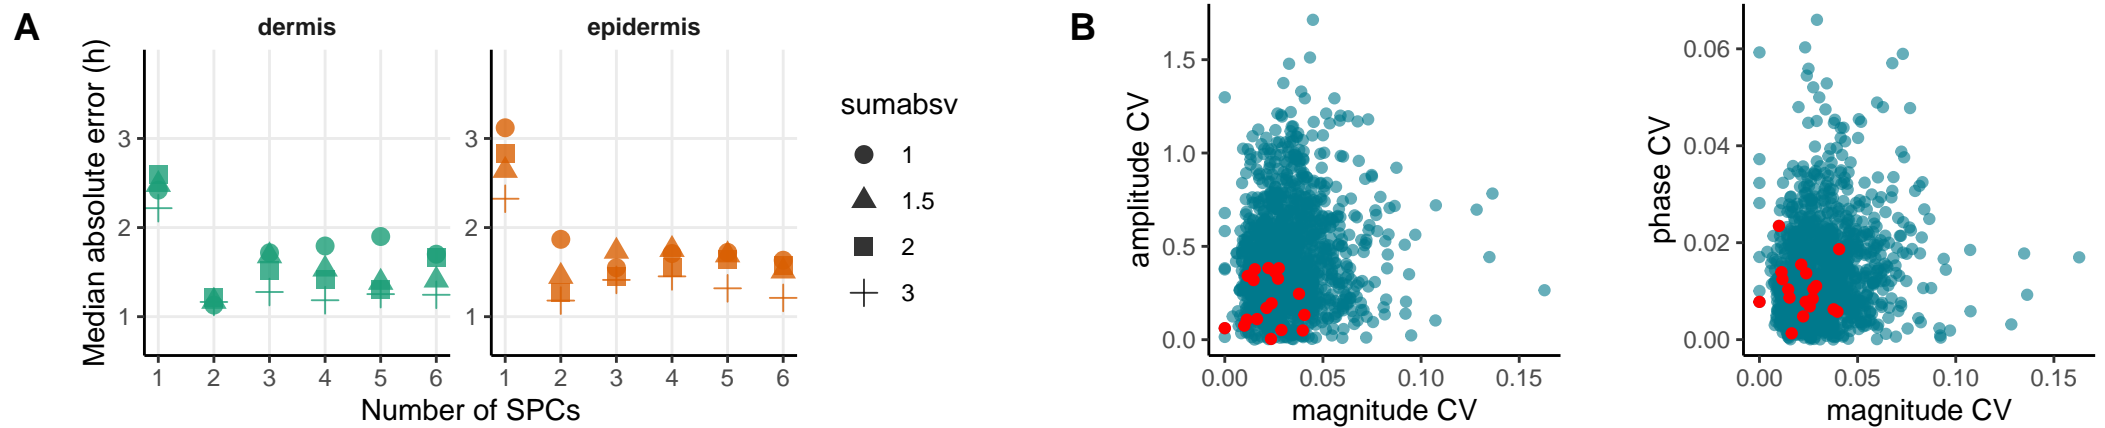 A
dermis
epidermis
Median absolute error (h)
3
2
1
1 2 3 4 5 6
1 2 3 4 5 6
Number of SPCs
sumabsv
1
1.5
2
3
B
amplitude CV
1.5
1.0
0.5
0.0
0.00 0.05 0.10 0.15
magnitude CV
phase CV
0.06
0.04
0.02
0.00
0.00 0.05 0.10 0.15
magnitude CV